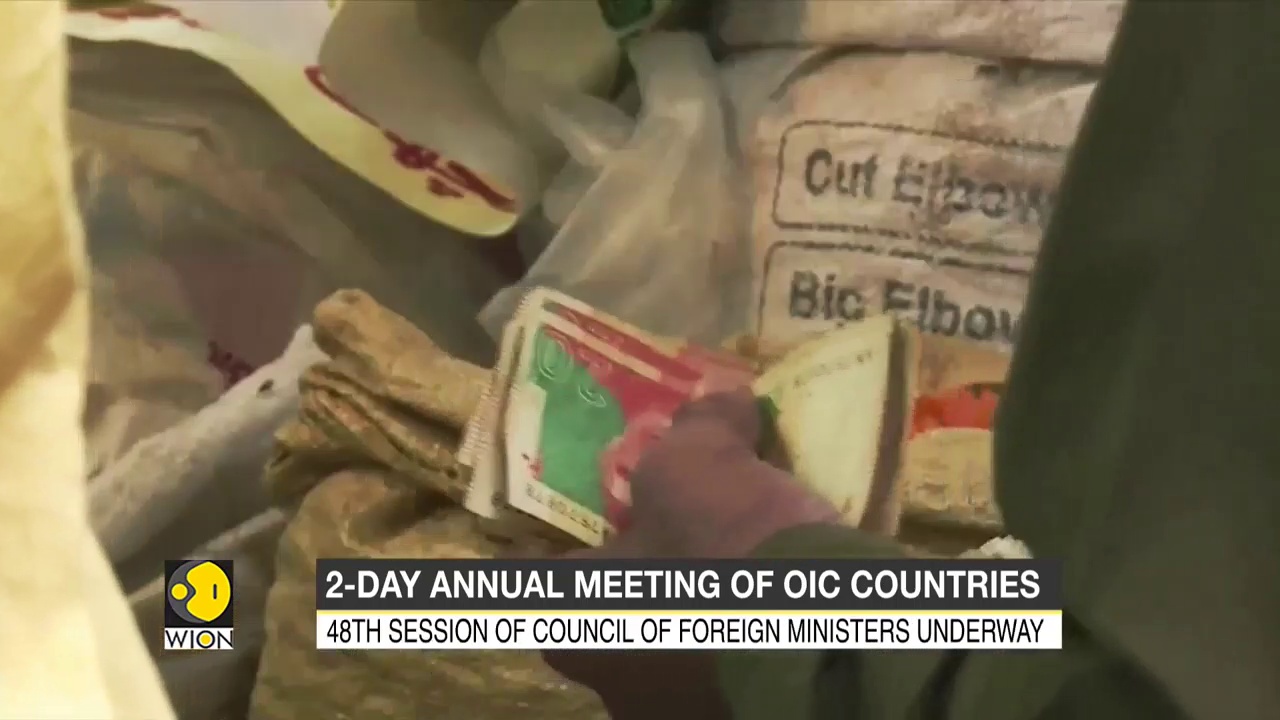 Cut Elbow
Big Elbow
2-DAY ANNUAL MEETING OF OIC COUNTRIES
48TH SESSION OF COUNCIL OF FOREIGN MINISTERS UNDERWAY
WION